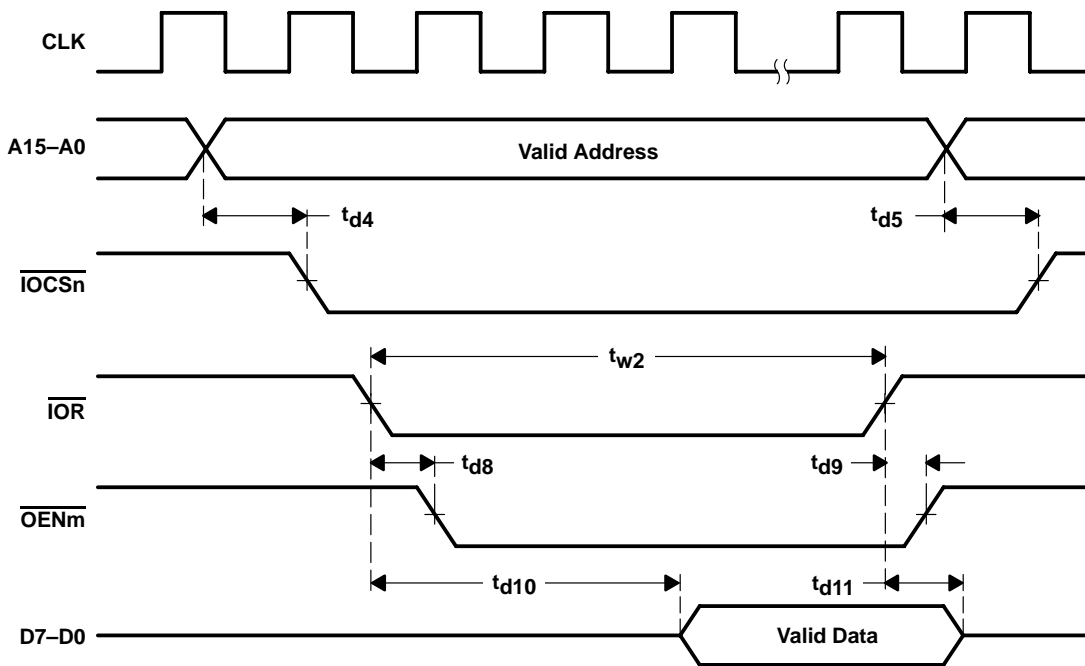 CLK
A15–A0
Valid Address
td4
td5
IOCSn
tw2
IOR
td8
td9
OENm
td10
td11
D7–D0
Valid Data